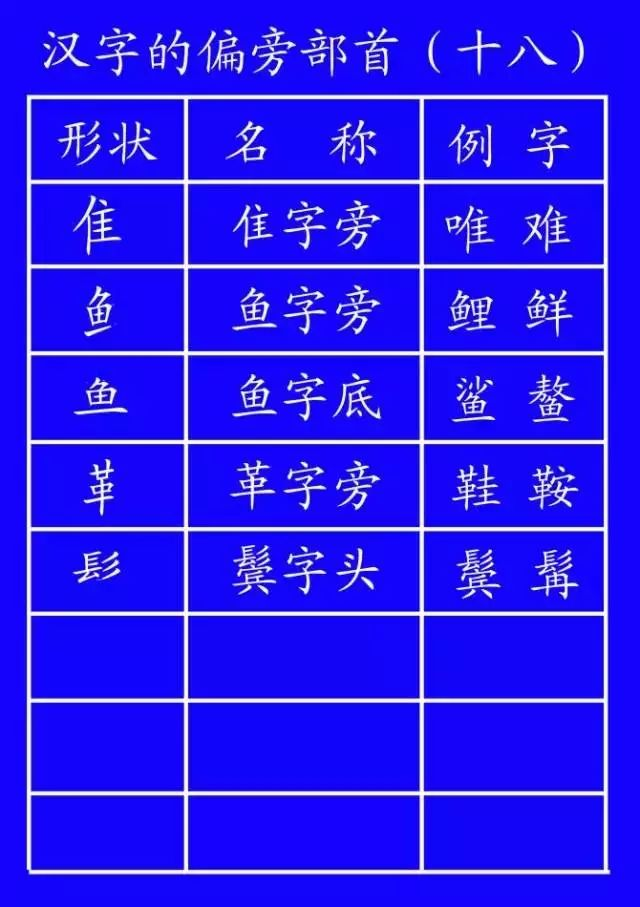 汉字的偏旁部首（十八）
形状 名 称 例 字
隹 隹字旁 唯 难
鱼 鱼字旁 鲤 鲜
鱼 鱼字底 鲨 鳌
革 革字旁 鞋 鞍
髟 鬓字头 鬓 髯